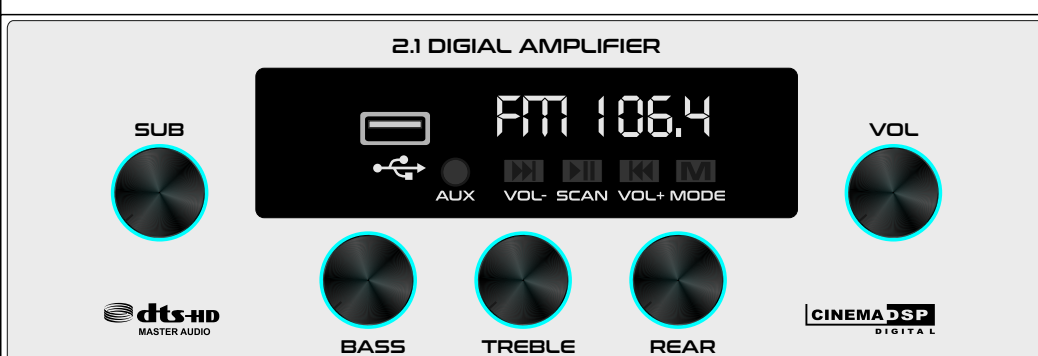 2.1 DIGIAL AMPLIFIER
SUB
FM 106.4
VOL
AUX VOL- SCAN VOL+ MODE
M
dts-HD
MASTER AUDIO
CINEMA DSP
DIGITAL
BASS TREBLE REAR